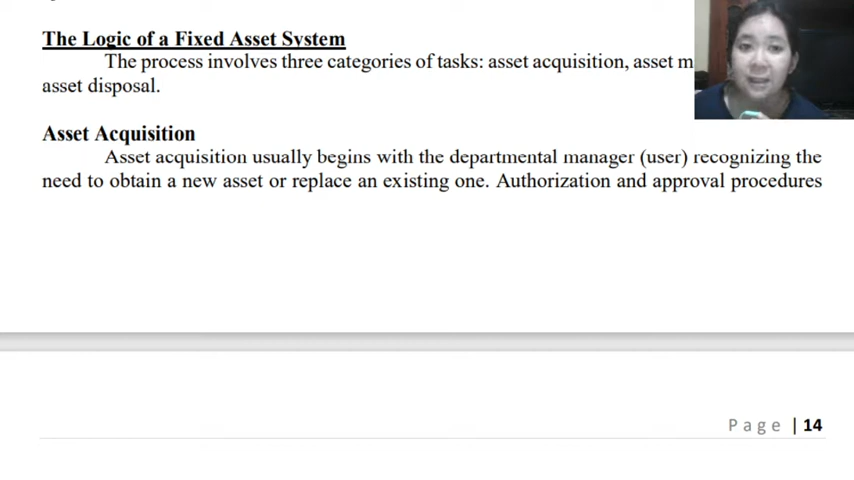 The Logic of a Fixed Asset System
The process involves three categories of tasks: asset acquisition, asset m
asset disposal.
Asset Acquisition
Asset acquisition usually begins with the departmental manager (user) recognizing the
need to obtain a new asset or replace an existing one. Authorization and approval procedures
Page | 14